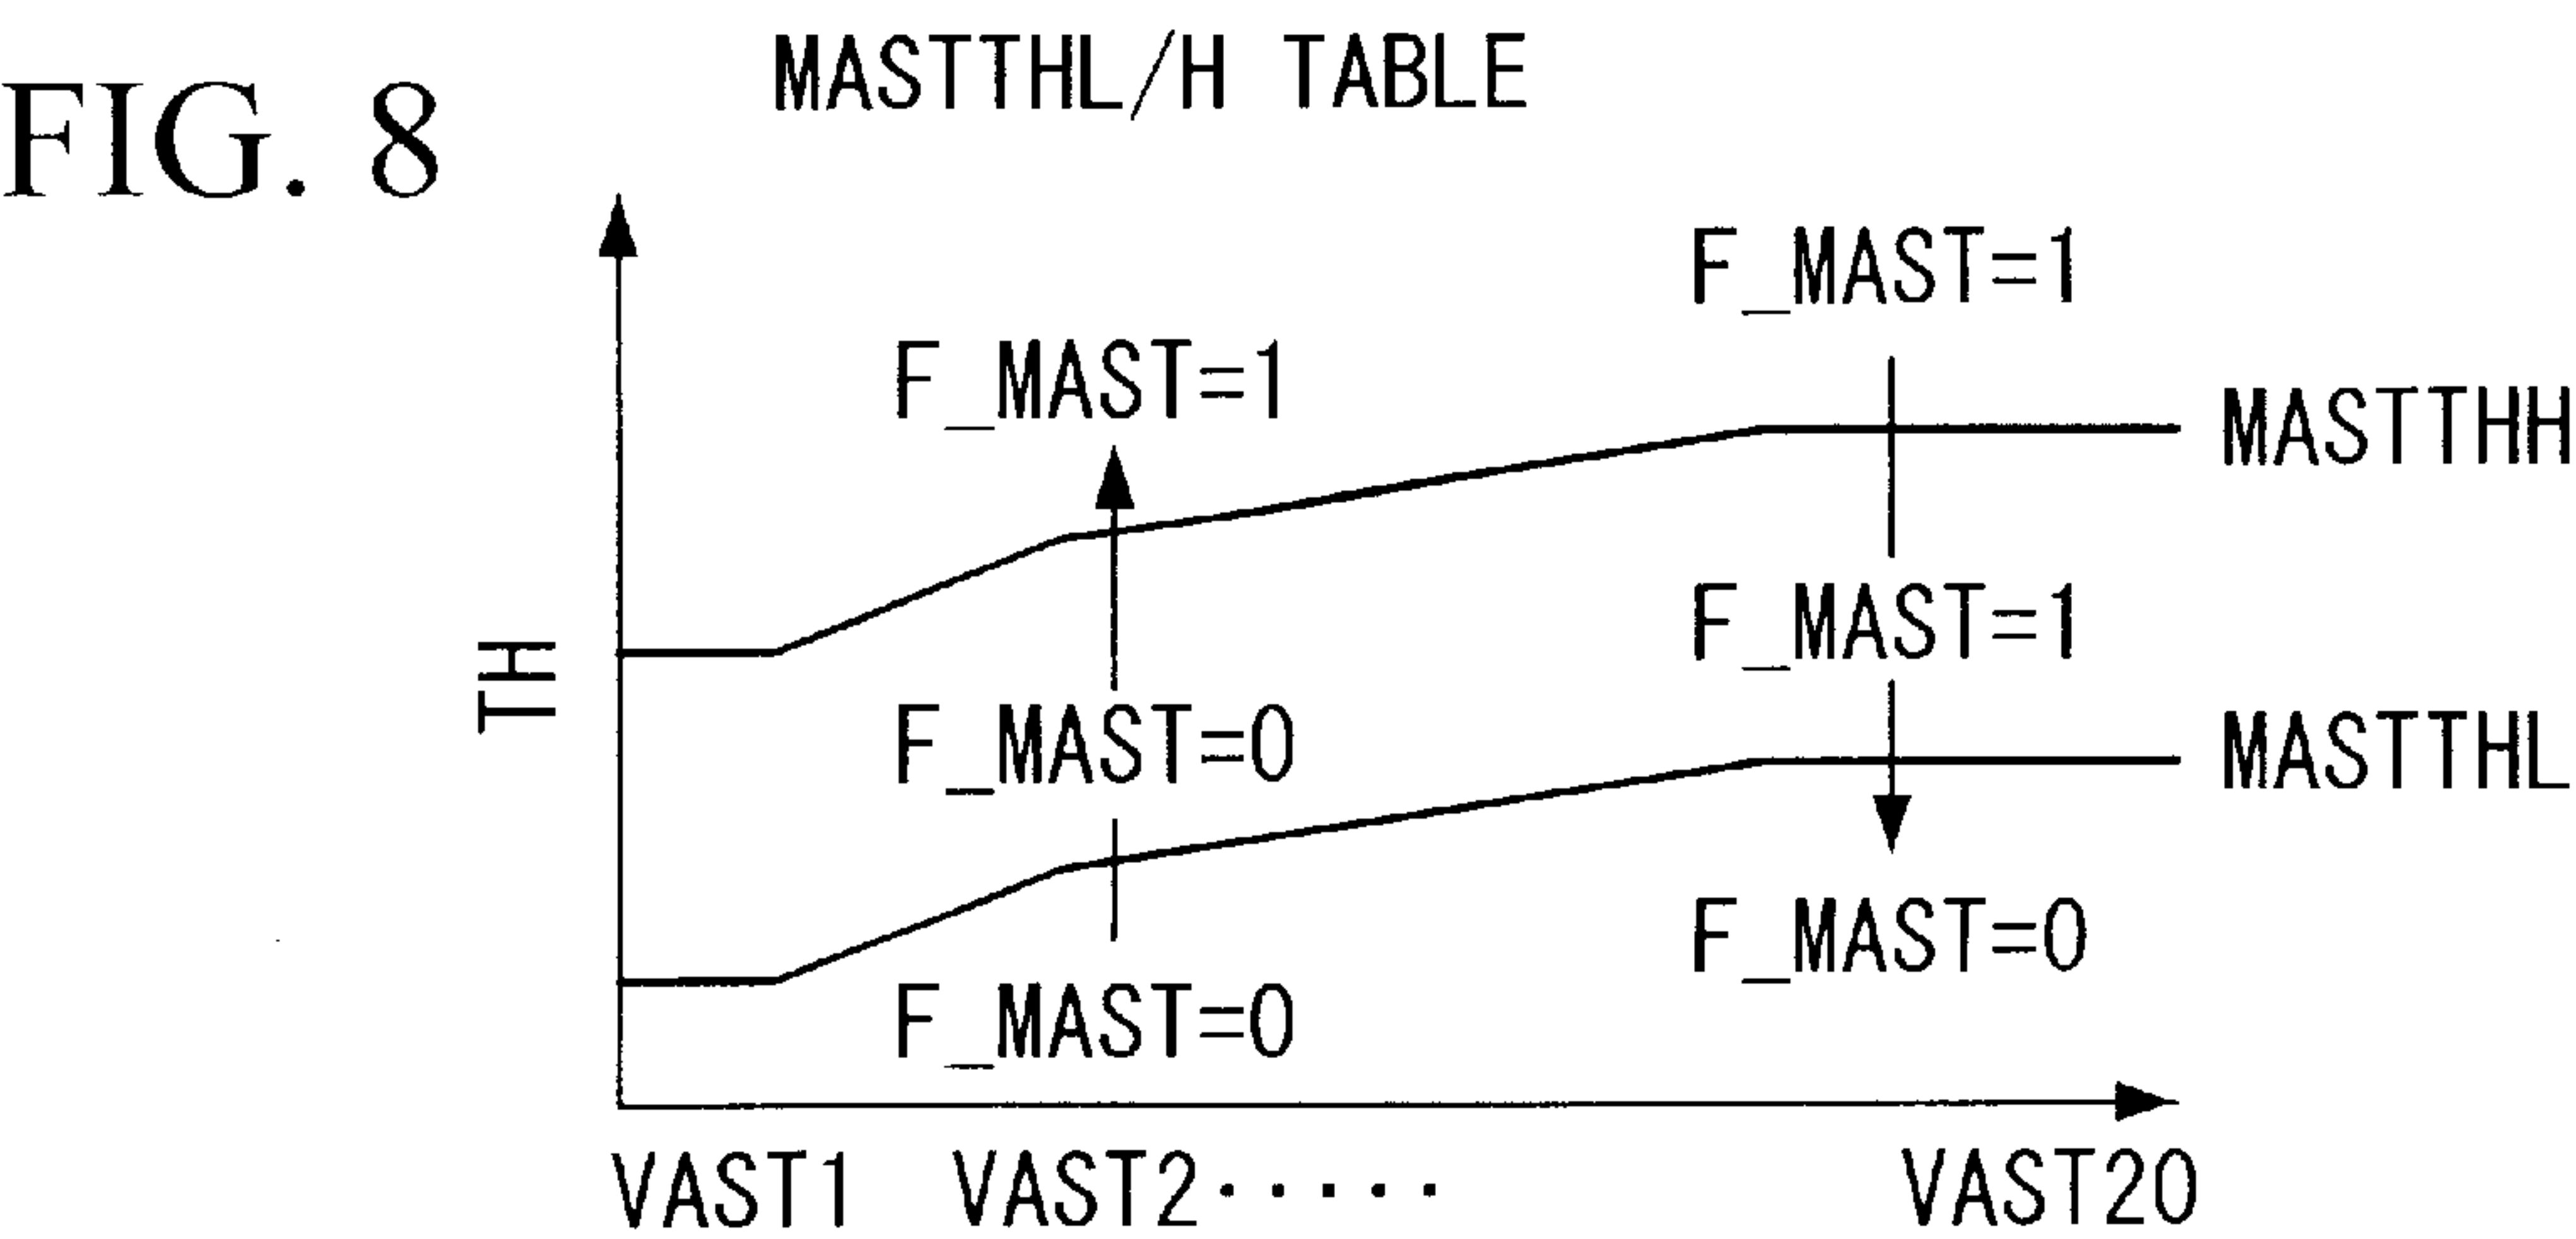 FIG. 8
MASTTHL/H TABLE
F_MAST=1
F_MAST=1
MASTTHH
F_MAST=1
TH
F_MAST=0
MASTTHL
F_MAST=0
F_MAST=0
VAST1 VAST2 ..... VAST20